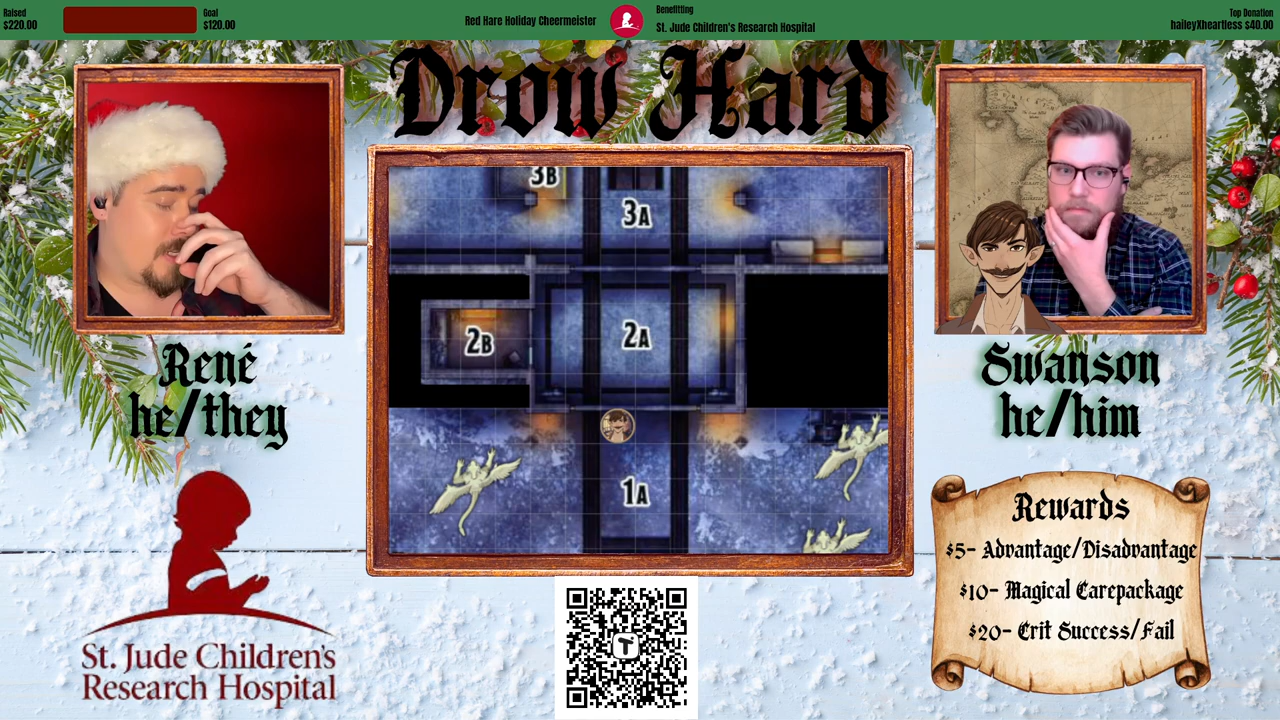 Raised
$220.00
Goal
$120.00
Red Hare Holiday Cheermeister
Benefitting
St. Jude Children's Research Hospital
Top Donation
haileyXheartless $40.00
Drow Hard
3B
3A
2B
2A
1A
René
he/they
Swanson
he/him
St. Jude Children's
Research Hospital
T
Rewards
$5- Advantage/Disadvantage
$10- Magical Carepackage
$20- Crit Success/Fail